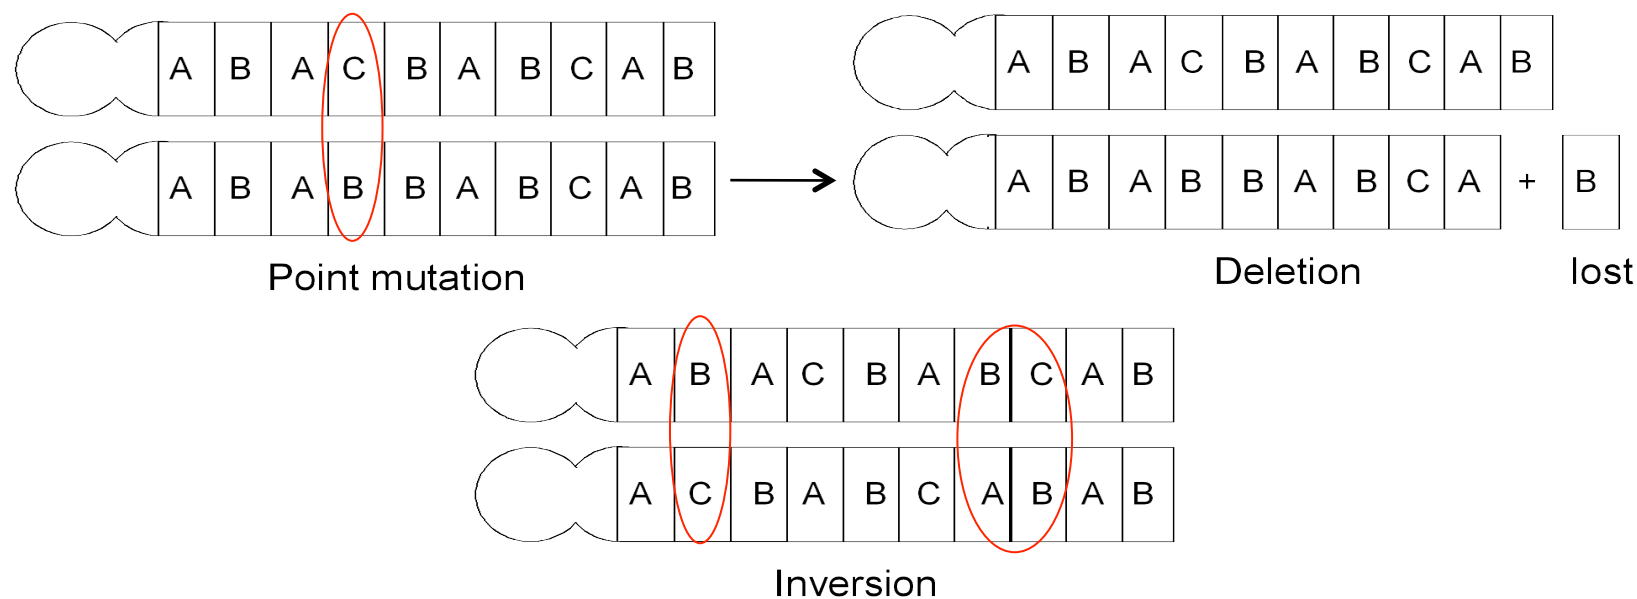 A B A C B A B C A B
A B A B B A B C A B
Point mutation
A B A C B A B C A B
A B A B B A B C A + B
Deletion lost
A B A C B A B C A B
A C B A B C A B A B
Inversion